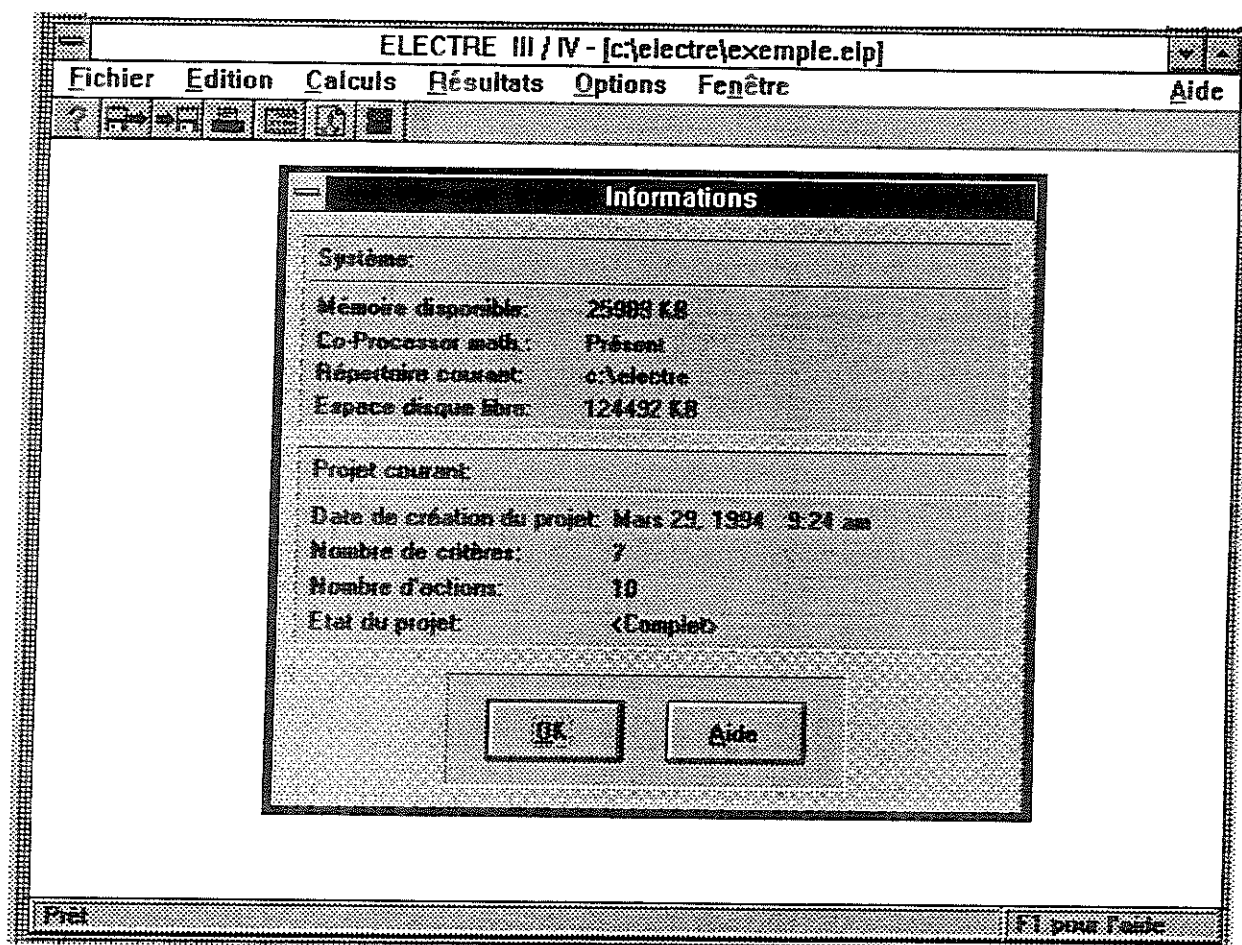 ELECTRE III / IV - [c:\electre\exemple.elp]
Fichier Edition Calculs Résultats Options Fenêtre Aide
?
Informations
Système:
Mémoire disponible:
Co-Processor math.: Présent
Répertoire courant: c:\electre
Espace disque libre: 124492 KB
Projet courant:
Date de création du projet: Mars 29, 1994 9:24 am
Nombre de critères: 7
Nombre d'actions: 10
Etat du projet: <Complet>
OK Aide
Prêt F1 pour l'aide